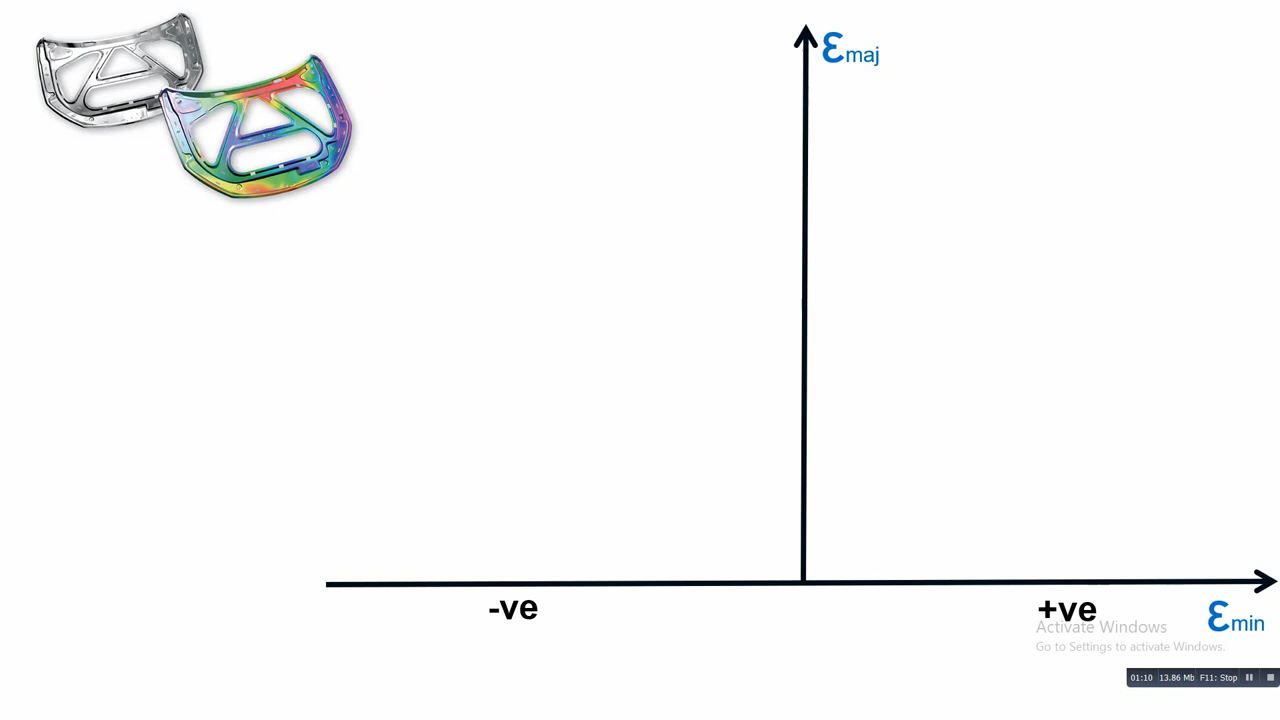 εmaj
-ve
+ve
εmin
Activate Windows
Go to Settings to activate Windows.
01:10 13.86 Mb F11: Stop